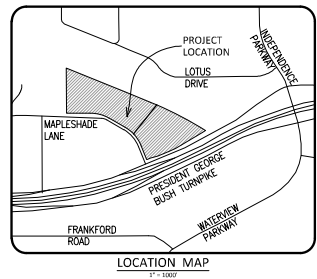 PROJECT
LOCATION
LOTUS
DRIVE
INDEPENDENCE
PARKWAY
MAPLESHADE
LANE
PRESIDENT GEORGE
BUSH TURNPIKE
WATERVIEW
PARKWAY
FRANKFORD
ROAD
LOCATION MAP
1" = 1000'